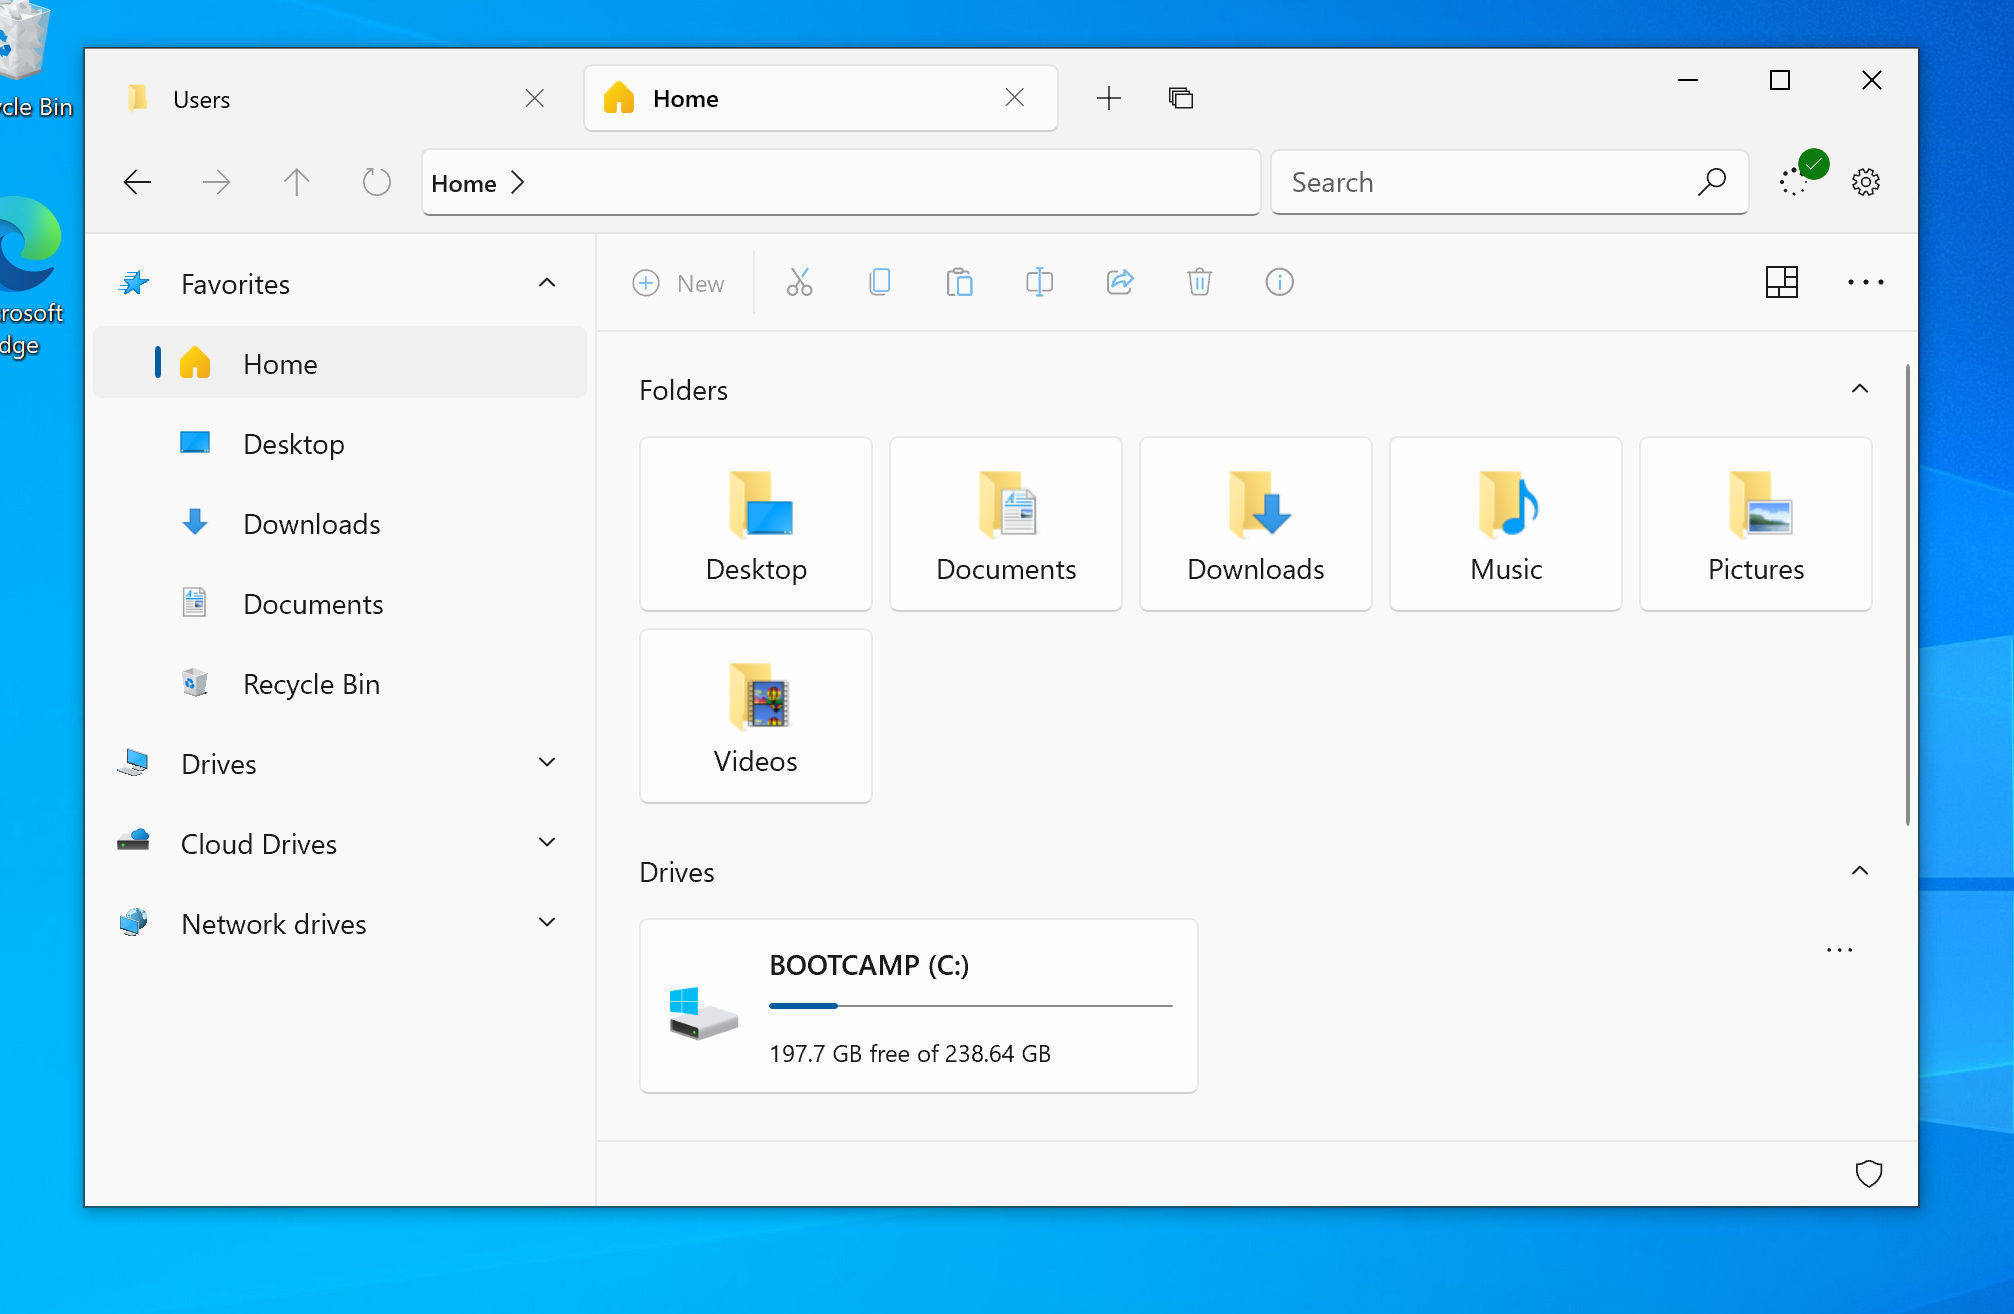 cle Bin
rosoft
dge
Users
Home
Home
Search
Favorites
Home
Desktop
Downloads
Documents
Recycle Bin
Drives
Cloud Drives
Network drives
New
Folders
Desktop
Documents
Downloads
Music
Pictures
Videos
Drives
BOOTCAMP (C:)
197.7 GB free of 238.64 GB